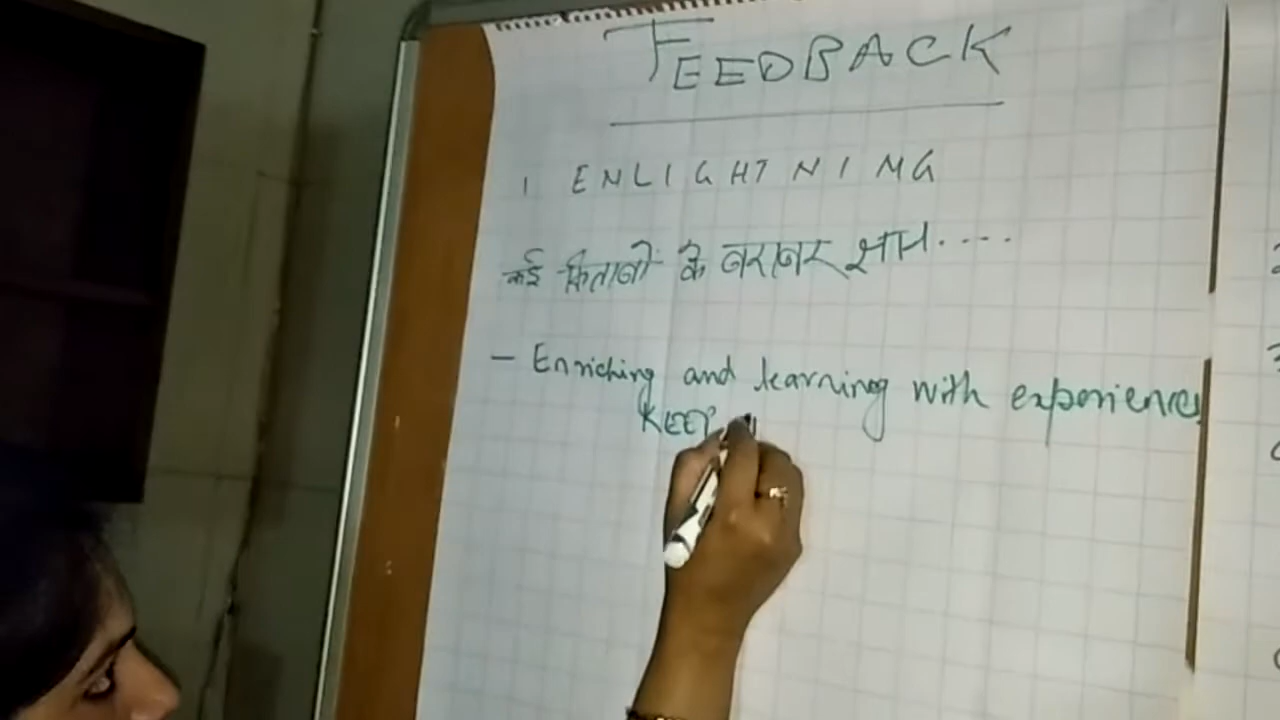 FEEDBACK
1 ENLIGHTNING
कई किताबों के बराबर ज्ञान....
- Enriching and learning with experiences
KEEP